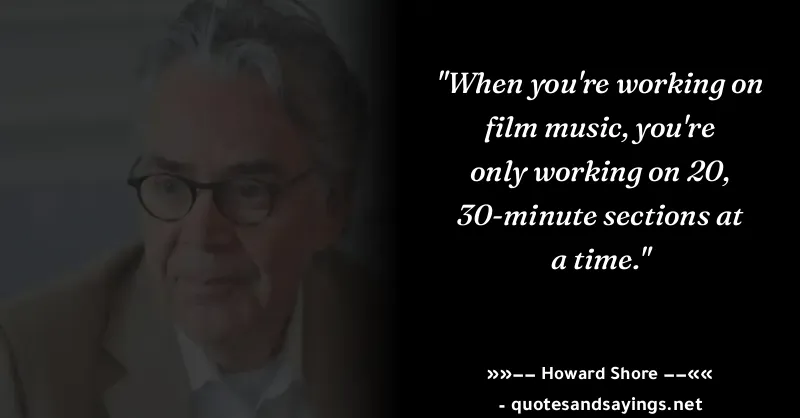 "When you're working on
film music, you're
only working on 20,
30-minute sections at
a time."
»»–– Howard Shore ––««
- quotesandsayings.net